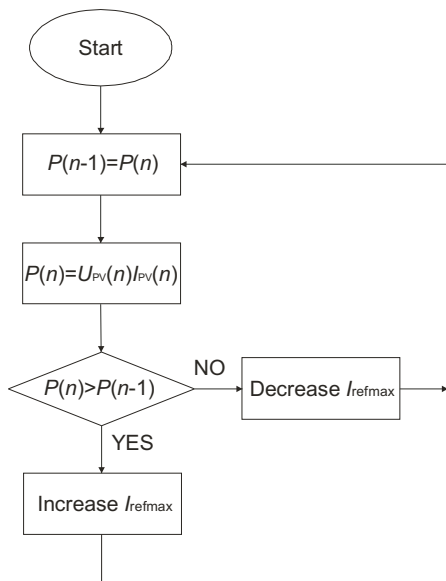 Start
P(n-1)=P(n)
P(n)=UPV(n)IPV(n)
P(n)>P(n-1)
NO
Decrease Irefmax
YES
Increase Irefmax